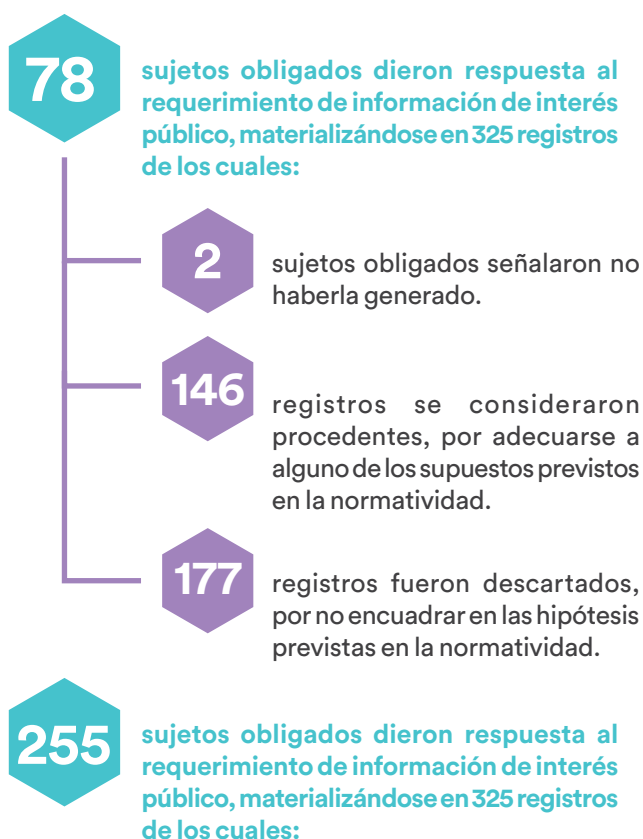 78
sujetos obligados dieron respuesta al
requerimiento de información de interés
público, materializándose en 325 registros
de los cuales:
2
sujetos obligados señalaron no
haberla generado.
146
registros se consideraron
procedentes, por adecuarse a
alguno de los supuestos previstos
en la normatividad.
177
registros fueron descartados,
por no encuadrar en las hipótesis
previstas en la normatividad.
255
sujetos obligados dieron respuesta al
requerimiento de información de interés
público, materializándose en 325 registros
de los cuales: